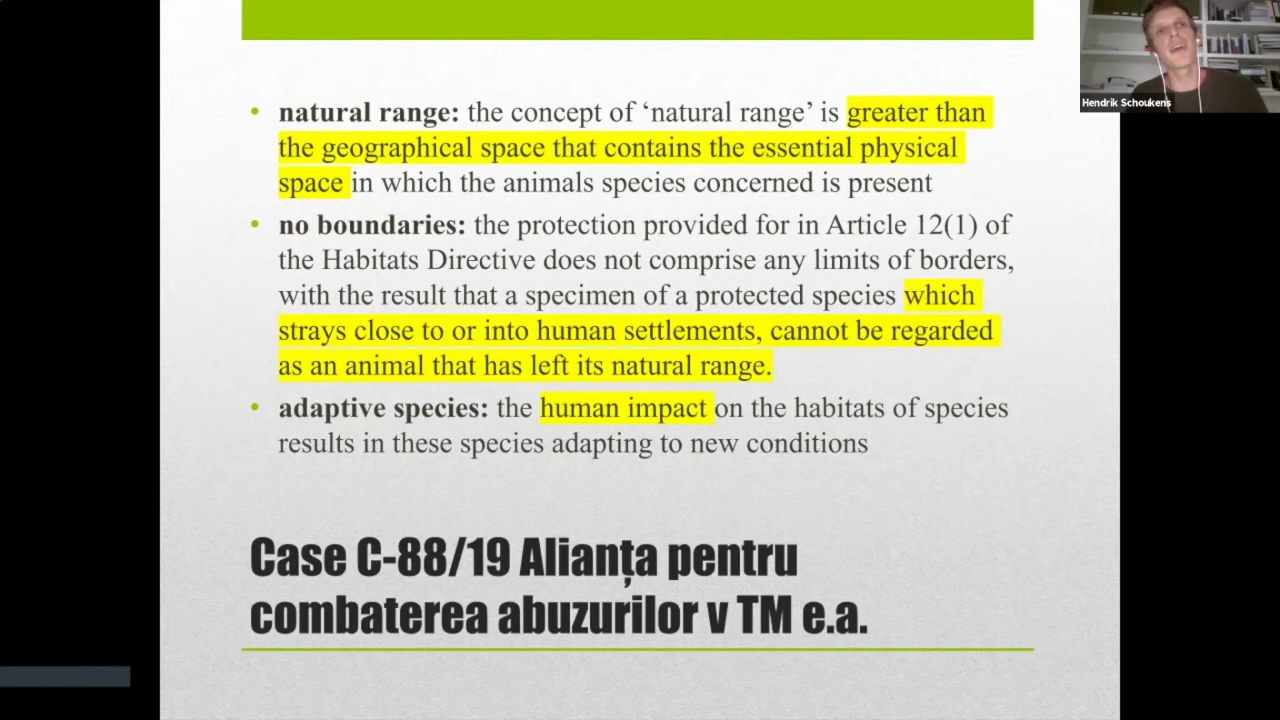 natural range: the concept of ‘natural range’ is greater than
the geographical space that contains the essential physical
space in which the animals species concerned is present
no boundaries: the protection provided for in Article 12(1) of
the Habitats Directive does not comprise any limits of borders,
with the result that a specimen of a protected species which
strays close to or into human settlements, cannot be regarded
as an animal that has left its natural range.
adaptive species: the human impact on the habitats of species
results in these species adapting to new conditions
Case C-88/19 Alianța pentru
combaterea abuzurilor v TM e.a.
Hendrik Schoukens